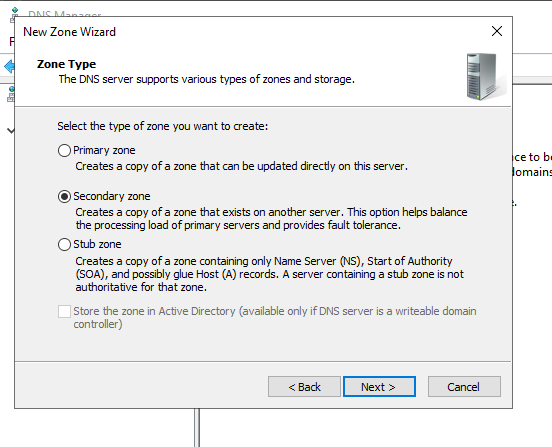 DNS Manager
New Zone Wizard
Zone Type
The DNS server supports various types of zones and storage.
Select the type of zone you want to create:
Primary zone
Creates a copy of a zone that can be updated directly on this server.
Secondary zone
Creates a copy of a zone that exists on another server. This option helps balance
the processing load of primary servers and provides fault tolerance.
Stub zone
Creates a copy of a zone containing only Name Server (NS), Start of Authority
(SOA), and possibly glue Host (A) records. A server containing a stub zone is not
authoritative for that zone.
Store the zone in Active Directory (available only if DNS server is a writeable domain
controller)
< Back
Next >
Cancel
to be
domains